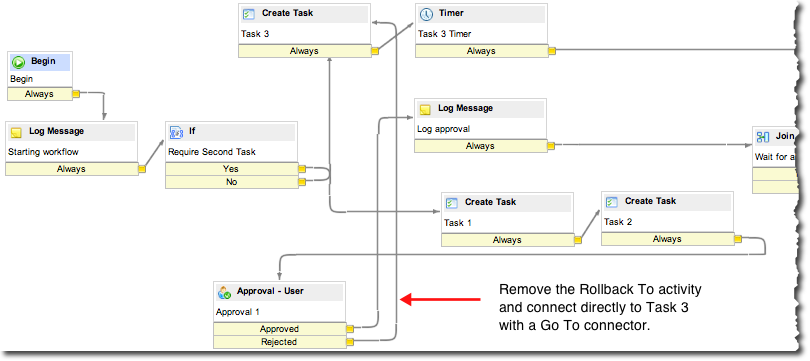 Create Task
Task 3
Always
Timer
Task 3 Timer
Always
Begin
Begin
Always
Log Message
Starting workflow
Always
If
Require Second Task
Yes
No
Log Message
Log approval
Always
Join
Wait for a
Create Task
Task 1
Always
Create Task
Task 2
Always
Approval - User
Approval 1
Approved
Rejected
Remove the Rollback To activity
and connect directly to Task 3
with a Go To connector.